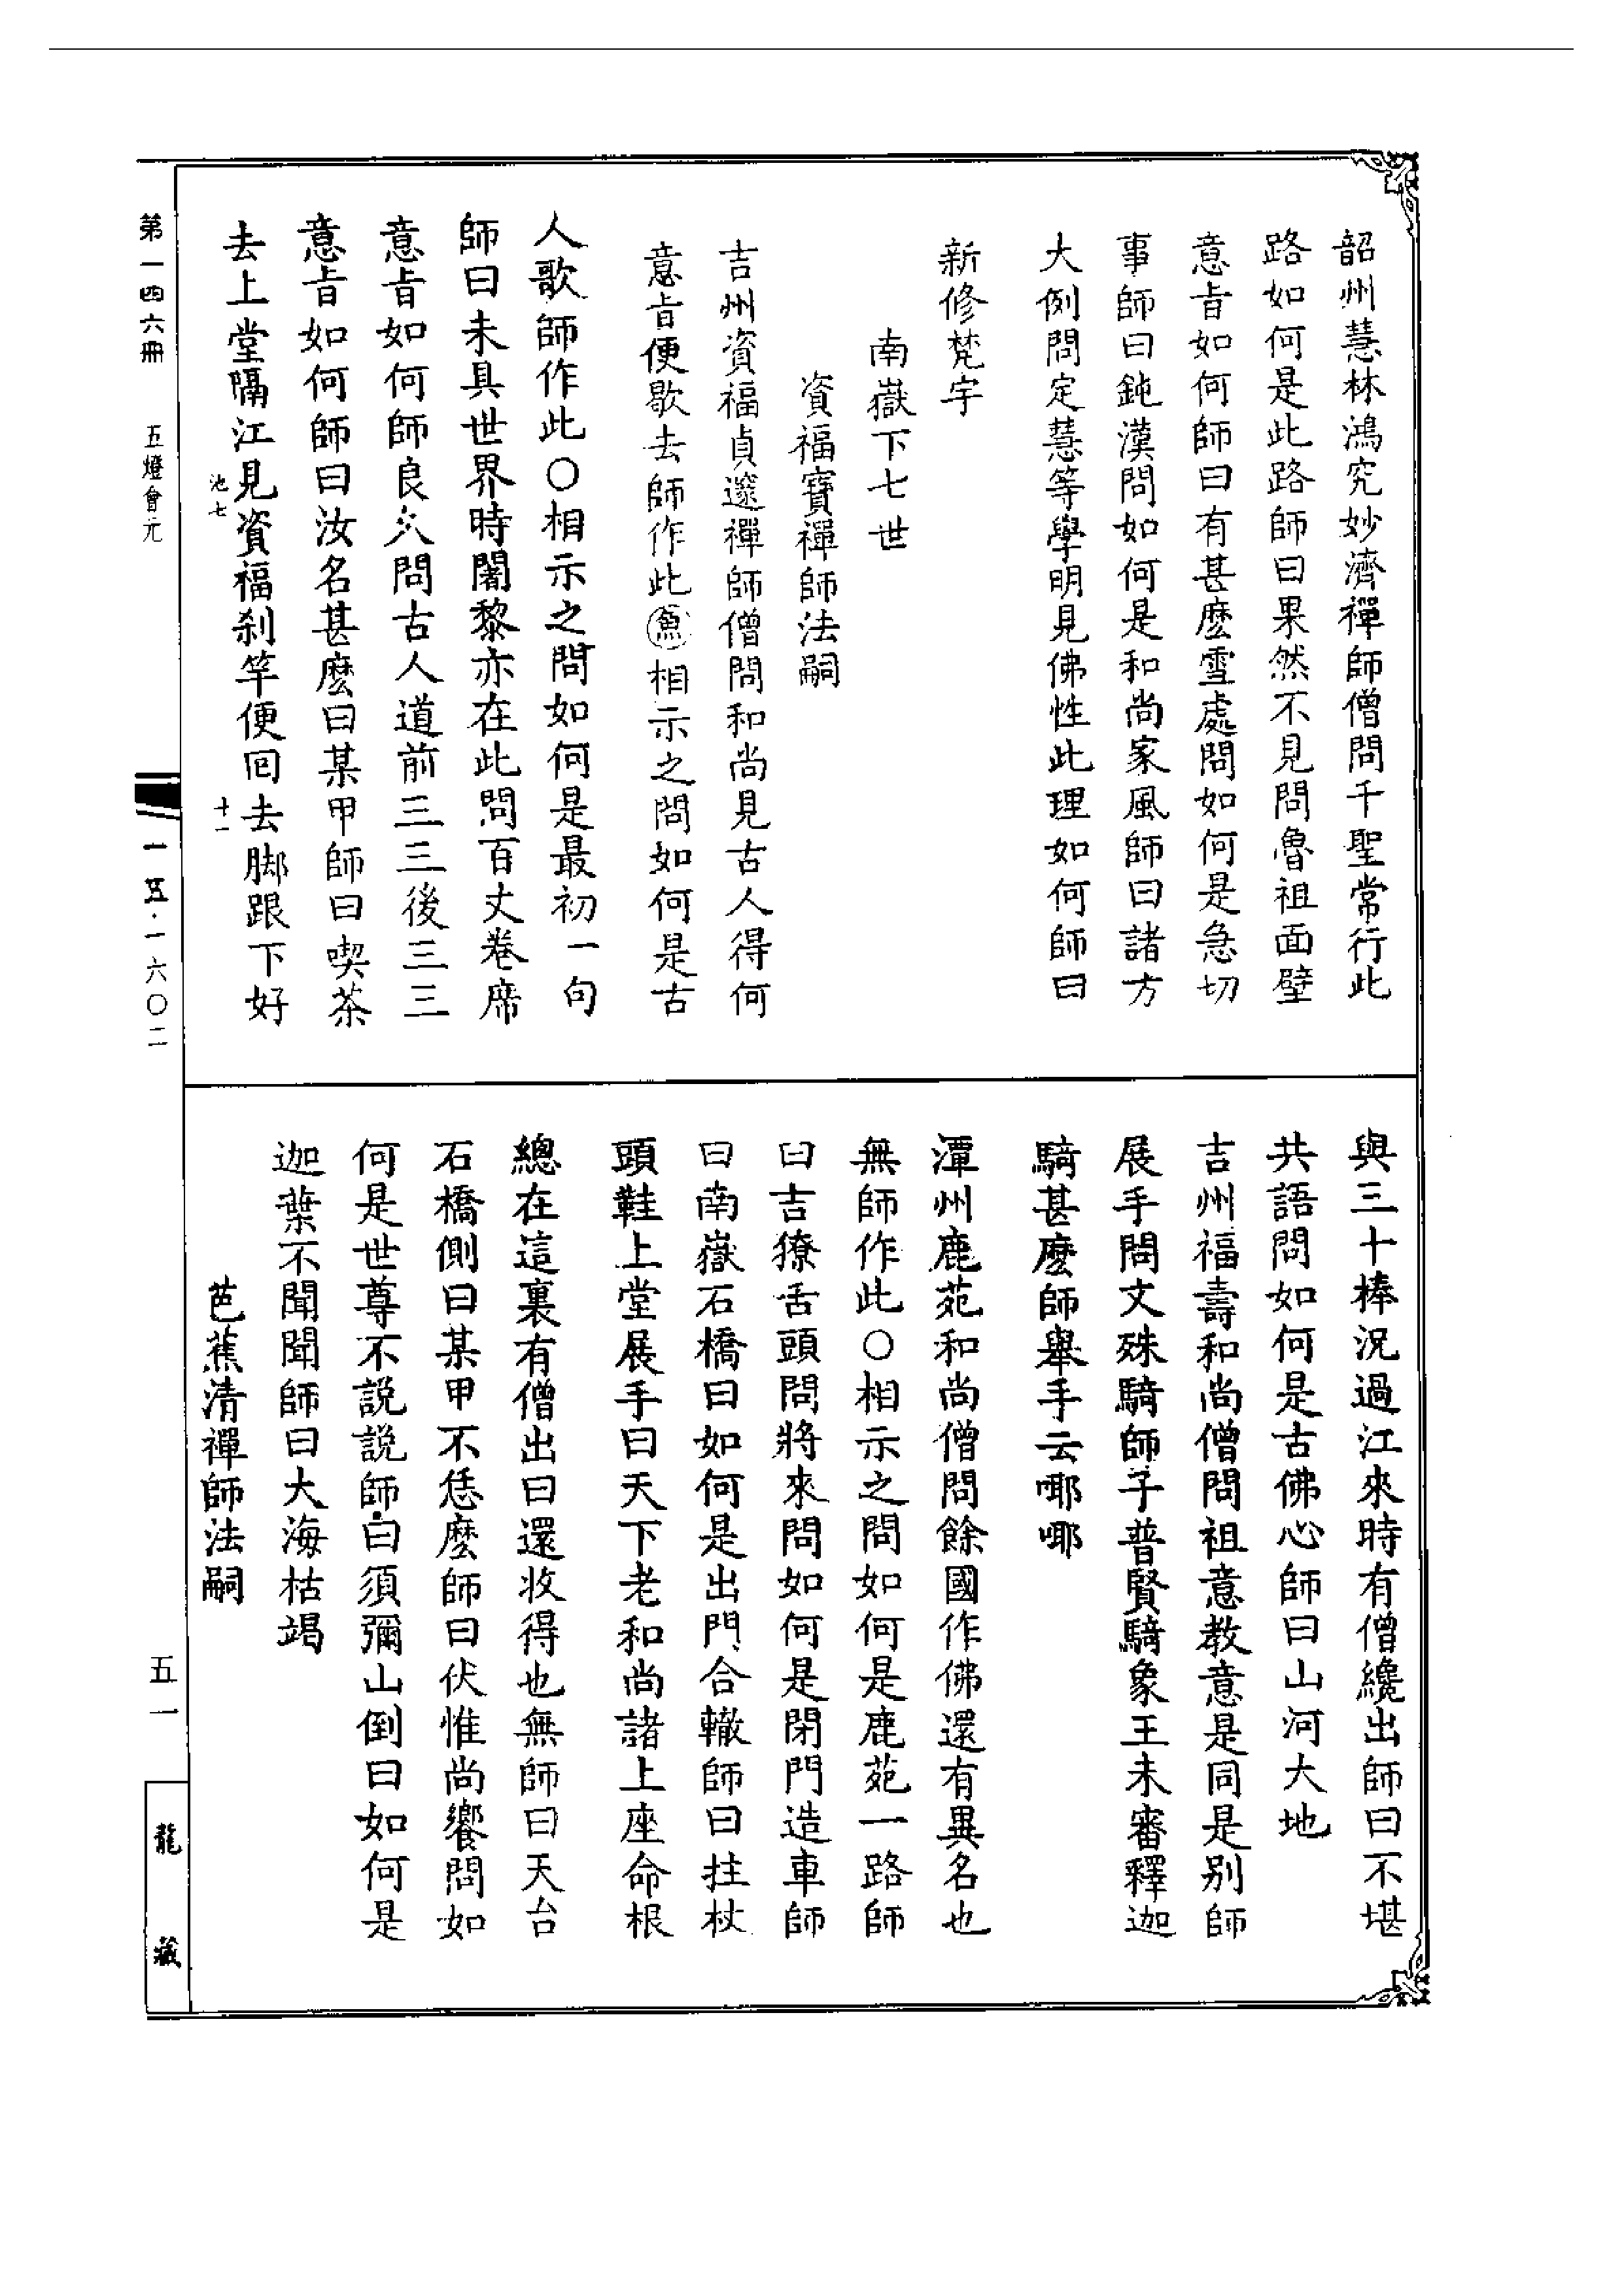 韶州慧林鴻究妙濟禪師僧問千聖常行此
路如何是此路師曰果然不見問魯祖面壁
意旨如何師曰有甚麽雪處問如何是急切
事師曰鈍漢問如何是和尚家風師曰諸方
大例問定慧等學明見佛性此理如何師曰
新修梵宇
南嶽下七世
資福寶禪師法嗣
吉州資福貞邃禪師僧問和尚見古人得何
意旨便歇去師作此相示之問如何是古
人歌師作此〇相示之問如何是最初一句
師曰未具世界時闍黎亦在此問百丈卷席
意旨如何師良久問古人道前三三後三三
意旨如何師曰汝名甚麽曰某甲師曰喫茶
去上堂隔江見資福刹竿便囘去脚跟下好
池七
十一
與三十棒況過江來時有僧纔出師曰不堪
共語問如何是古佛心師曰山河大地
吉州福壽和尚僧問祖意教意是同是别師
展手問文殊騎師子普賢騎象王未審釋迦
騎甚麽師舉手云哪哪
潭州鹿苑和尚僧問餘國作佛還有異名也
無師作此〇相示之問如何是鹿苑一路師
曰吉獠舌頭問將來問如何是閉門造車師
曰南嶽石橋曰如何是出門合轍師曰拄杖
頭鞋上堂展手曰天下老和尚諸上座命根
總在這裏有僧出曰還收得也無師曰天台
石橋側曰某甲不恁麽師曰伏惟尚饗問如
何是世尊不說說師曰須彌山倒曰如何是
迦葉不聞聞師曰大海枯竭
芭蕉清禪師法嗣
第一四六冊 五燈會元 一五·一六〇二 五一 龍藏